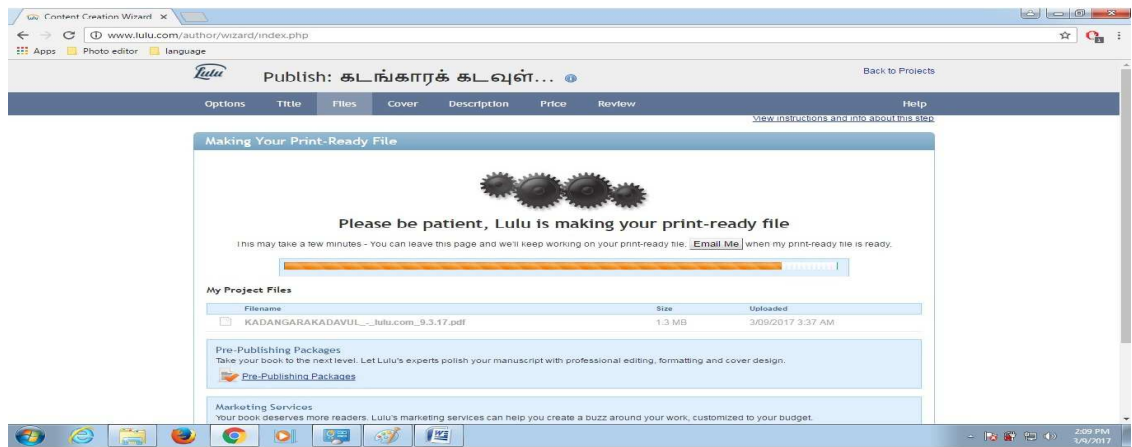 Content Creation Wizard
www.lulu.com/author/wizard/index.php
Apps Photo editor language
Lulu
Publish: கடங்காரக் கடவுள்...
Back to Projects
Options Title Files Cover Description Price Review Help
View instructions and info about this step
Making Your Print-Ready File
Please be patient, Lulu is making your print-ready file
This may take a few minutes - You can leave this page and we'll keep working on your print-ready file. Email Me when my print-ready file is ready.
My Project Files
Filename Size Uploaded
KADANGARAKADAVUL_-_lulu.com_9.3.17.pdf 1.3 MB 3/09/2017 3:37 AM
Pre-Publishing Packages
Take your book to the next level. Let Lulu's experts polish your manuscript with professional editing, formatting and cover design.
Pre-Publishing Packages
Marketing Services
Your book deserves more readers. Lulu's marketing services can help you create a buzz around your work, customized to your budget.
2:09 PM
3/9/2017